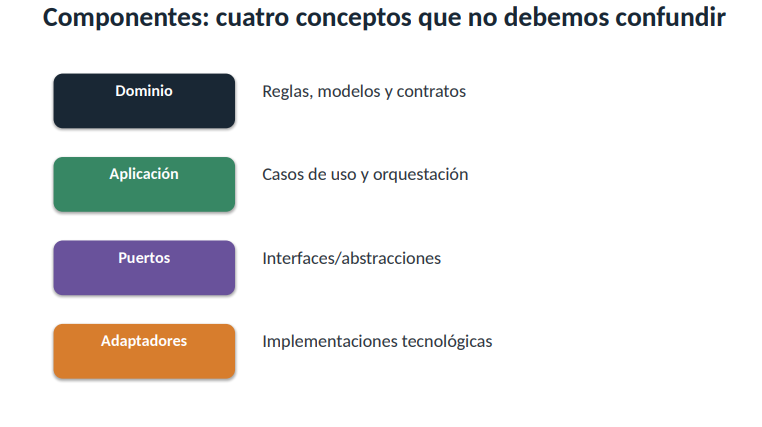 Componentes: cuatro conceptos que no debemos confundir
Dominio
Reglas, modelos y contratos
Aplicación
Casos de uso y orquestación
Puertos
Interfaces/abstracciones
Adaptadores
Implementaciones tecnológicas